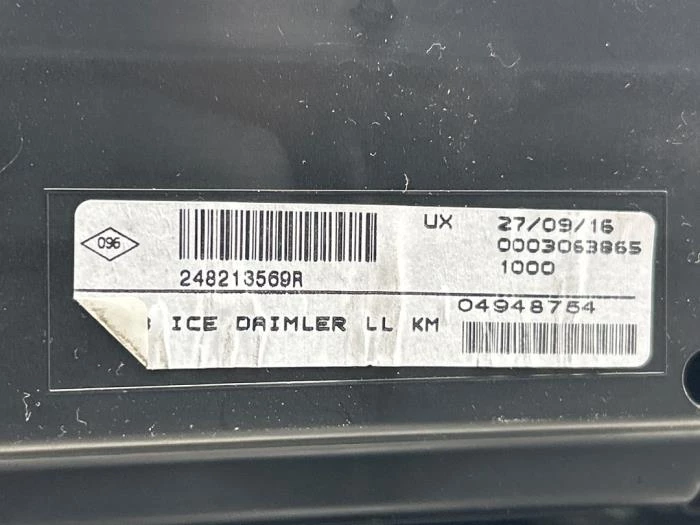 096
248213569R
UX
27/09/16
0003063865
1000
ICE DAIMLER LL KM
04948754